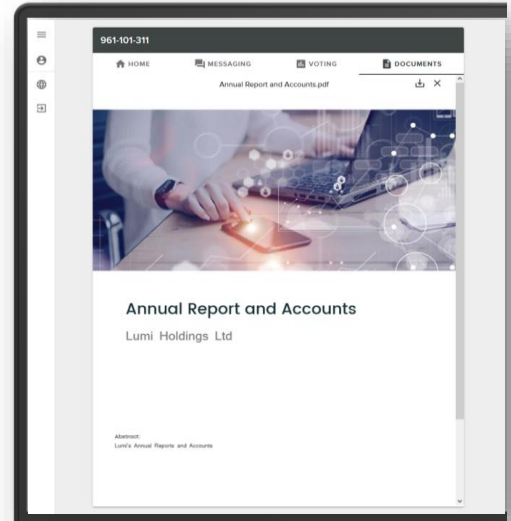 961-101-311
HOME MESSAGING VOTING DOCUMENTS
Annual Report and Accounts.pdf
Annual Report and Accounts
Lumi Holdings Ltd
Abstract:
Lumi's Annual Reports and Accounts